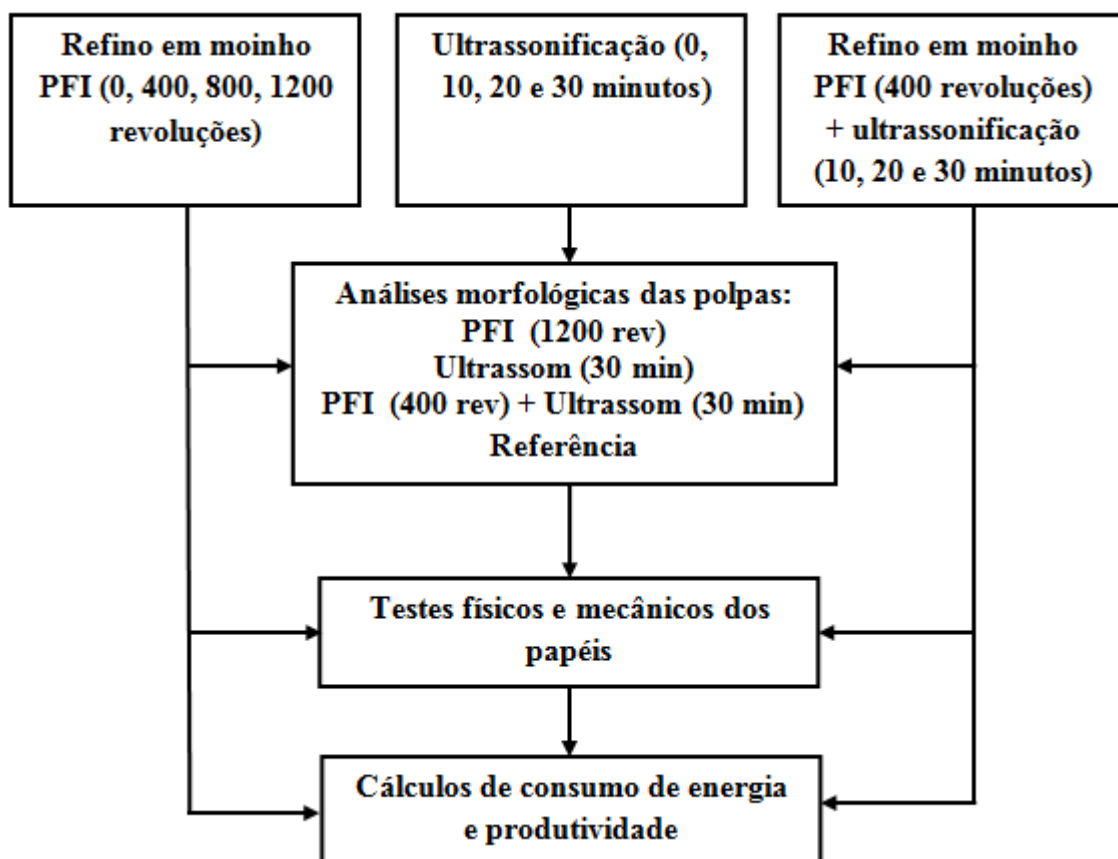 Refino em moinho
PFI (0, 400, 800, 1200
revoluções)
Ultrassonificação (0,
10, 20 e 30 minutos)
Refino em moinho
PFI (400 revoluções)
+ ultrassonificação
(10, 20 e 30 minutos)
Análises morfológicas das polpas:
PFI (1200 rev)
Ultrassom (30 min)
PFI (400 rev) + Ultrassom (30 min)
Referência
Testes físicos e mecânicos dos
papéis
Cálculos de consumo de energia
e produtividade